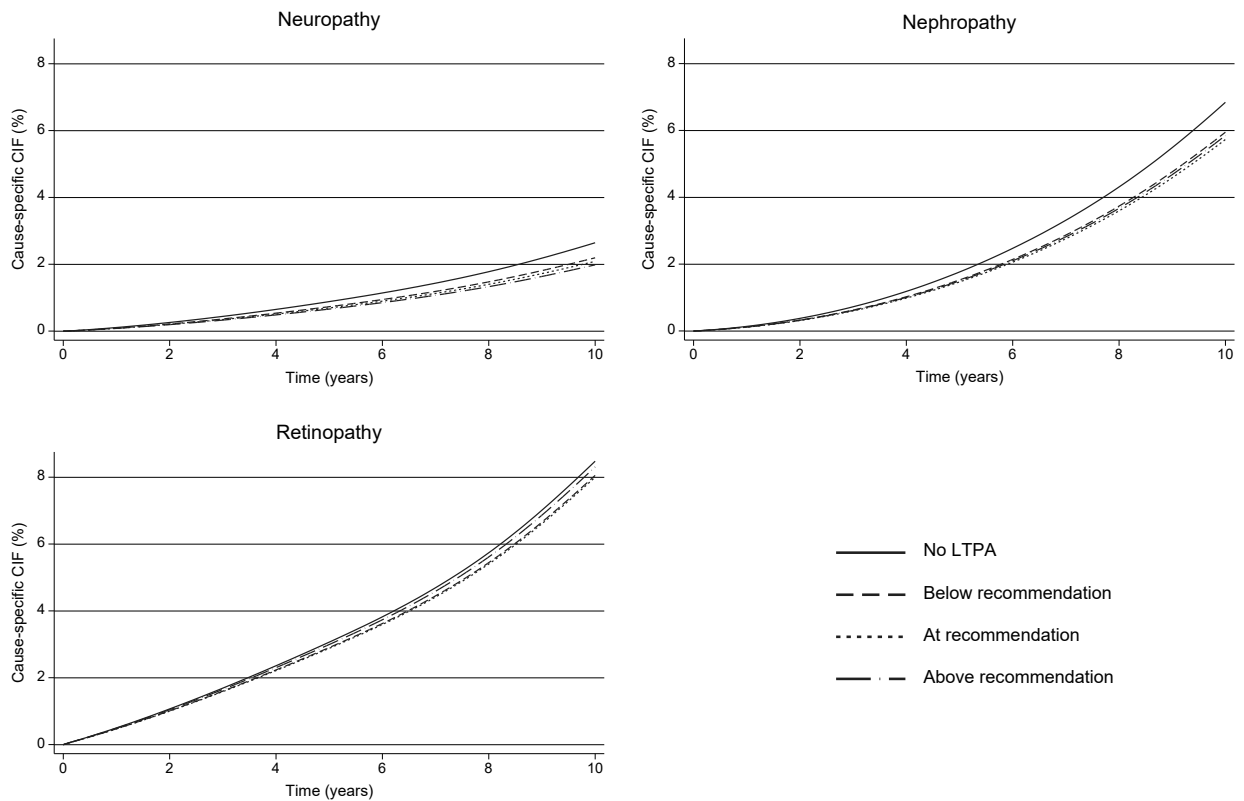 Neuropathy
Cause-specific CIF (%)
8
6
4
2
0
0 2 4 6 8 10
Time (years)
Nephropathy
Cause-specific CIF (%)
8
6
4
2
0
0 2 4 6 8 10
Time (years)
Retinopathy
Cause-specific CIF (%)
8
6
4
2
0
0 2 4 6 8 10
Time (years)
No LTPA
Below recommendation
At recommendation
Above recommendation